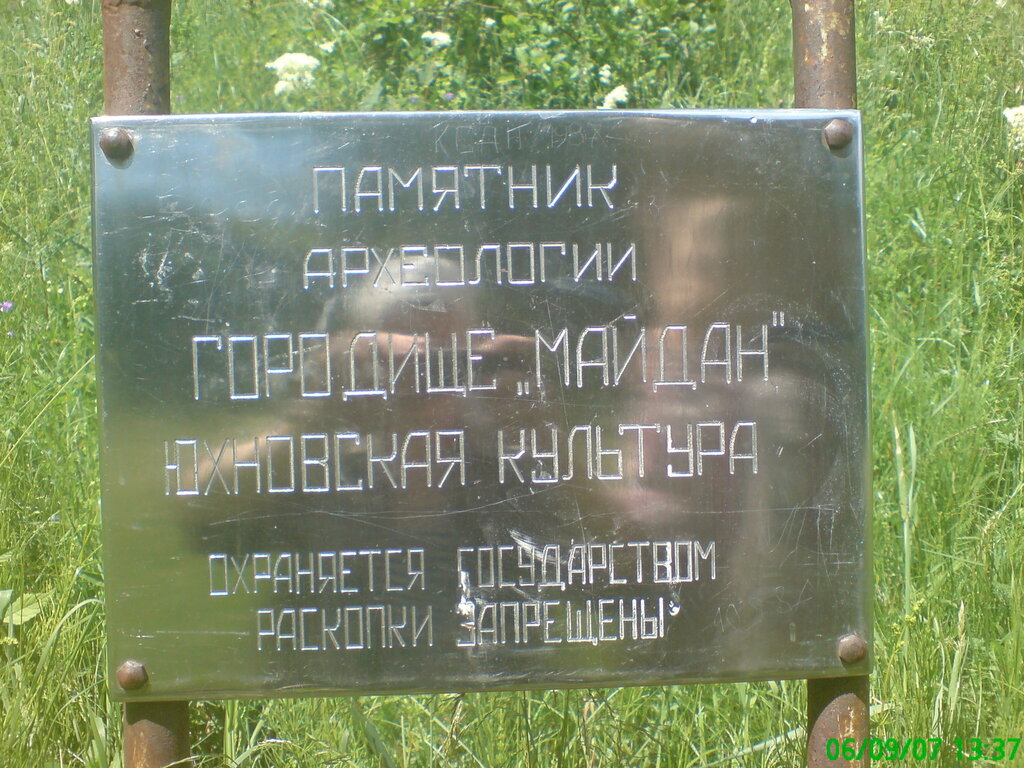 ПАМЯТНИК
АРХЕОЛОГИИ
ГОРОДИЩЕ „МАЙДАН"
ЮХНОВСКАЯ КУЛЬТУРА
ОХРАНЯЕТСЯ ГОСУДАРСТВОМ
РАСКОПКИ ЗАПРЕЩЕНЫ
06/09/07 13:37